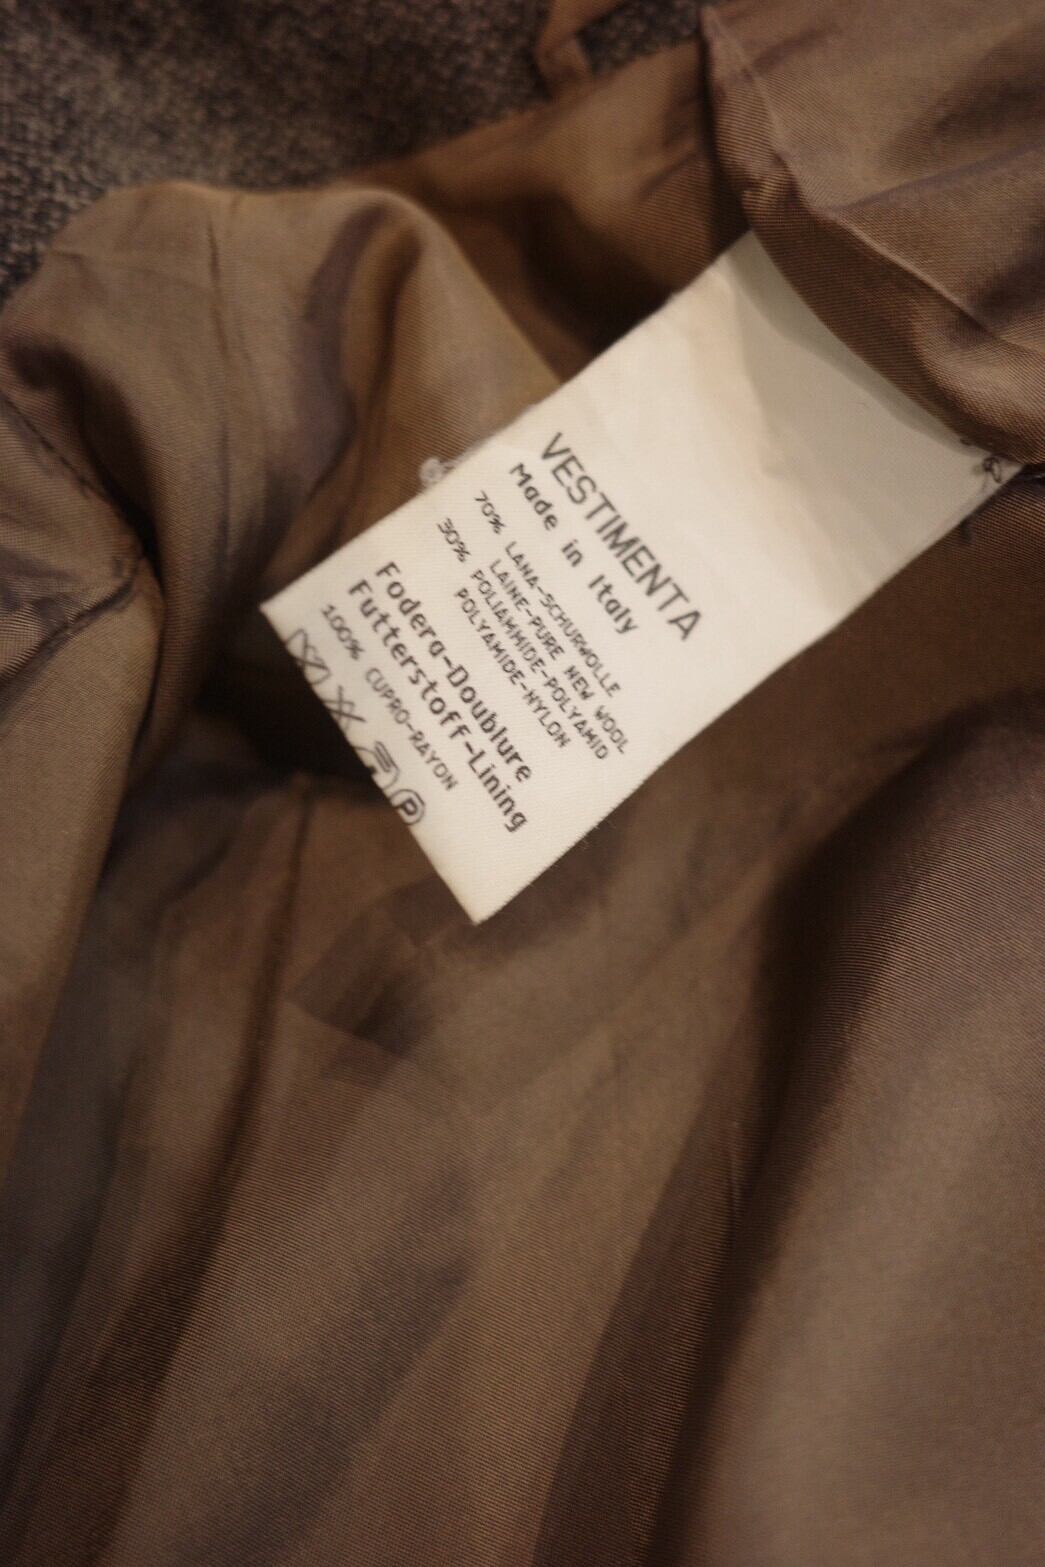 VESTIMENTA
Made in Italy
70% LANA-SCHURWOLLE
LAINE-PURE NEW WOOL
30% POLIAMMIDE-POLYAMID
POLYAMIDE-NYLON
Fodera-Doublure
Futterstoff-Lining
100% CUPRO-RAYON
P